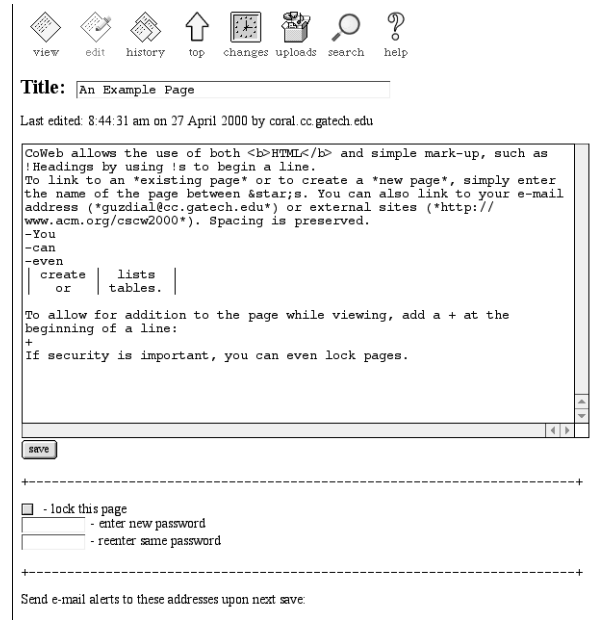 view edit history top changes uploads search help
Title: An Example Page
Last edited: 8:44:31 am on 27 April 2000 by coral.cc.gatech.edu
CoWeb allows the use of both <b>HTML</b> and simple mark-up, such as
!Headings by using !s to begin a line.
To link to an *existing page* or to create a *new page*, simply enter
the name of the page between &star;s. You can also link to your e-mail
address (*guzdial@cc.gatech.edu*) or external sites (*http://
www.acm.org/cscw2000*). Spacing is preserved.
-You
-can
-even
| create | lists |
| or | tables. |
To allow for addition to the page while viewing, add a + at the
beginning of a line:
+
If security is important, you can even lock pages.
save
+------------------------------------------------------------------------+
- lock this page
- enter new password
- reenter same password
+------------------------------------------------------------------------+
Send e-mail alerts to these addresses upon next save: